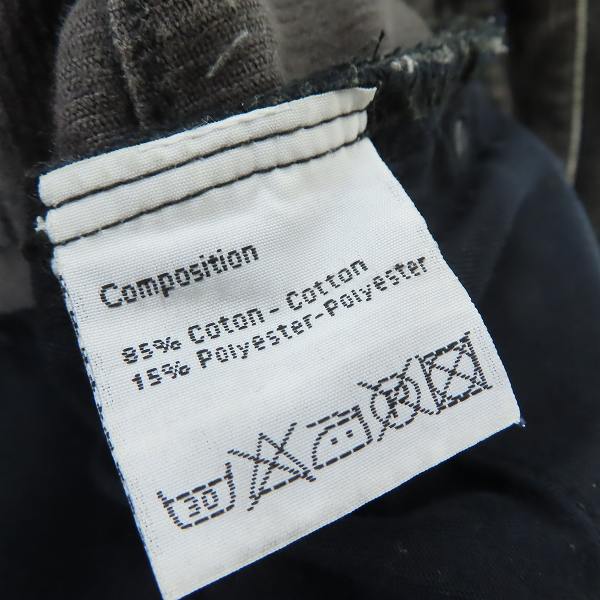 Composition
85% Coton - Cotton
15% Polyester-Polyester
30 P